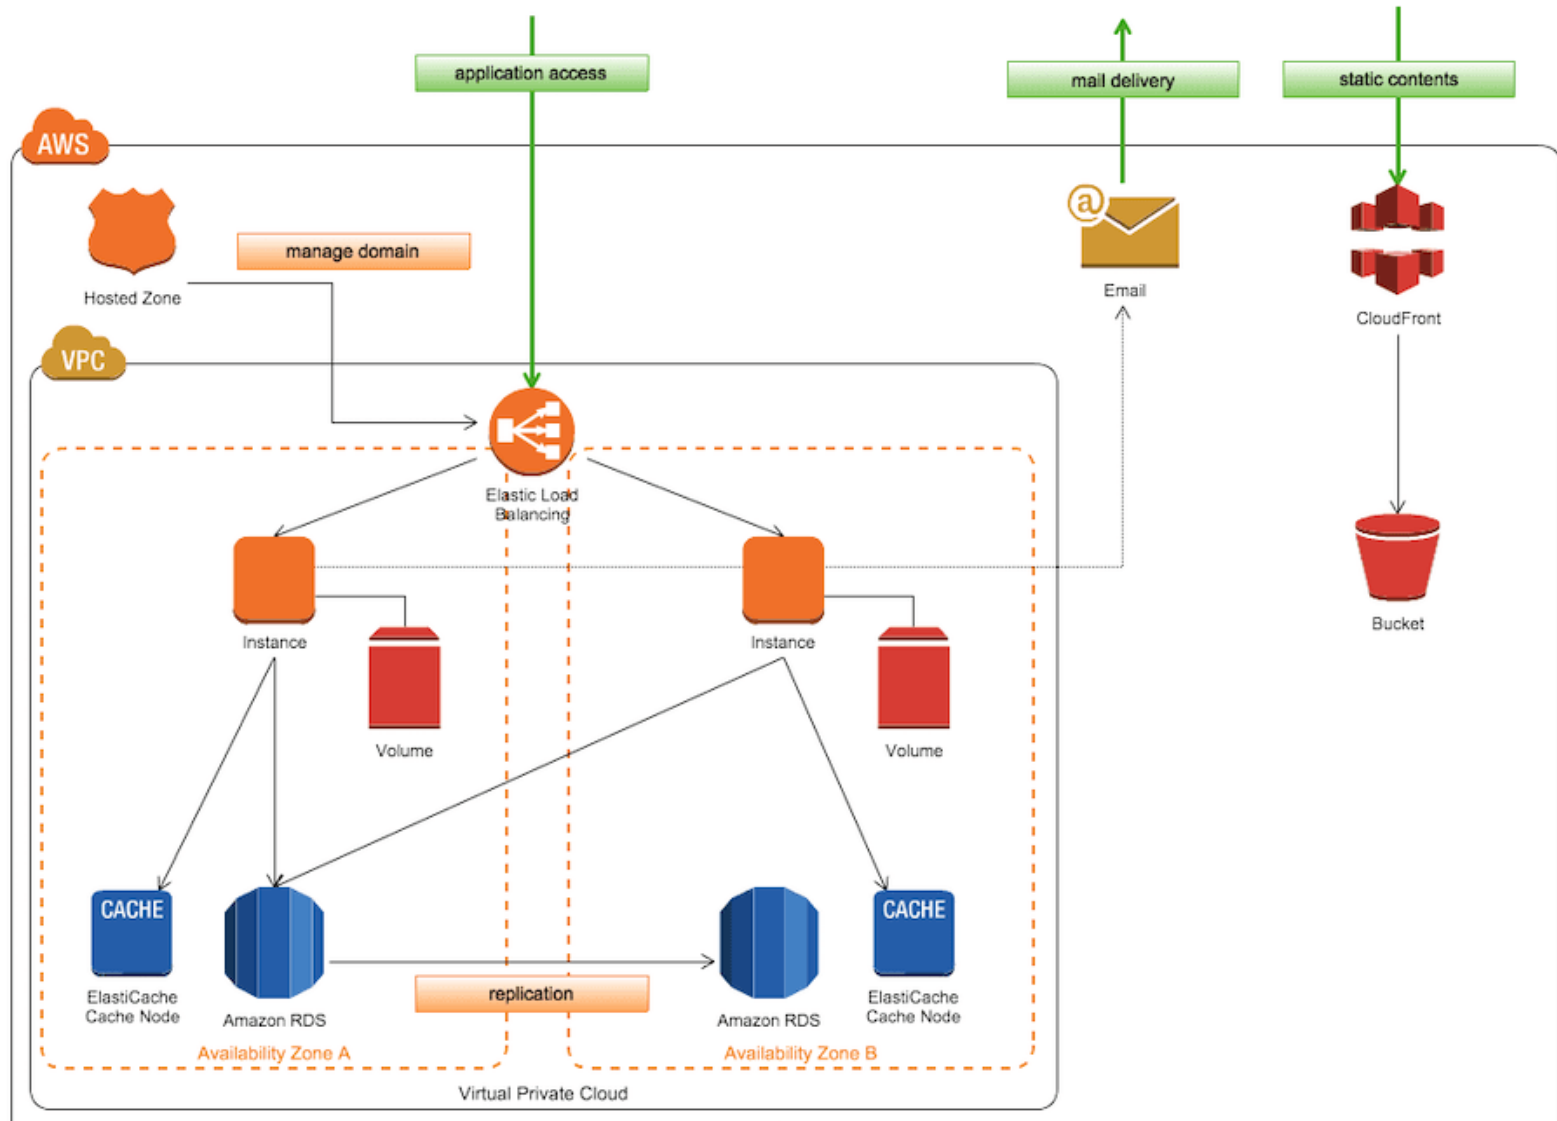 application access
mail delivery
static contents
AWS
manage domain
Hosted Zone
@
Email
CloudFront
VPC
Elastic Load
Balancing
Instance
Instance
Bucket
Volume
Volume
CACHE
CACHE
ElastiCache
Cache Node
Amazon RDS
replication
Amazon RDS
ElastiCache
Cache Node
Availability Zone A
Availability Zone B
Virtual Private Cloud